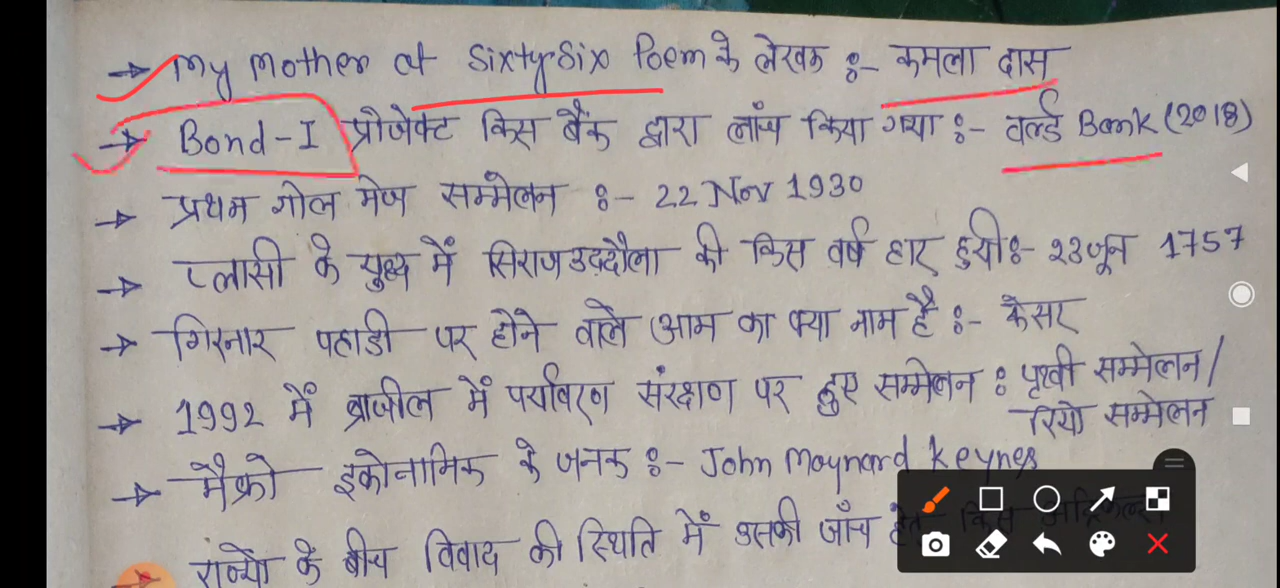 → My Mother at Sixty-Six Poem के लेखक :- कमला दास
→ Bond-I प्रोजेक्ट किस बैंक द्वारा लांच किया गया :- वर्ल्ड Bank (2018)
→ प्रथम गोल मेज सम्मेलन :- 22 Nov 1930
→ प्लासी के युद्ध में सिराजउद्दौला की किस वर्ष हार हुयी :- 23 जून 1757
→ गिरनार पहाडी पर होने वाले आम का क्या नाम है :- केसर
→ 1992 में ब्राजील में पर्यावरण संरक्षण पर हुए सम्मेलन : पृथ्वी सम्मेलन/
रियो सम्मेलन
→ मैक्रो इकोनामिक के जनक :- John Maynard Keynes
राज्यो के बीच विवाद की स्थिति में उसकी जाँच हेतु किस